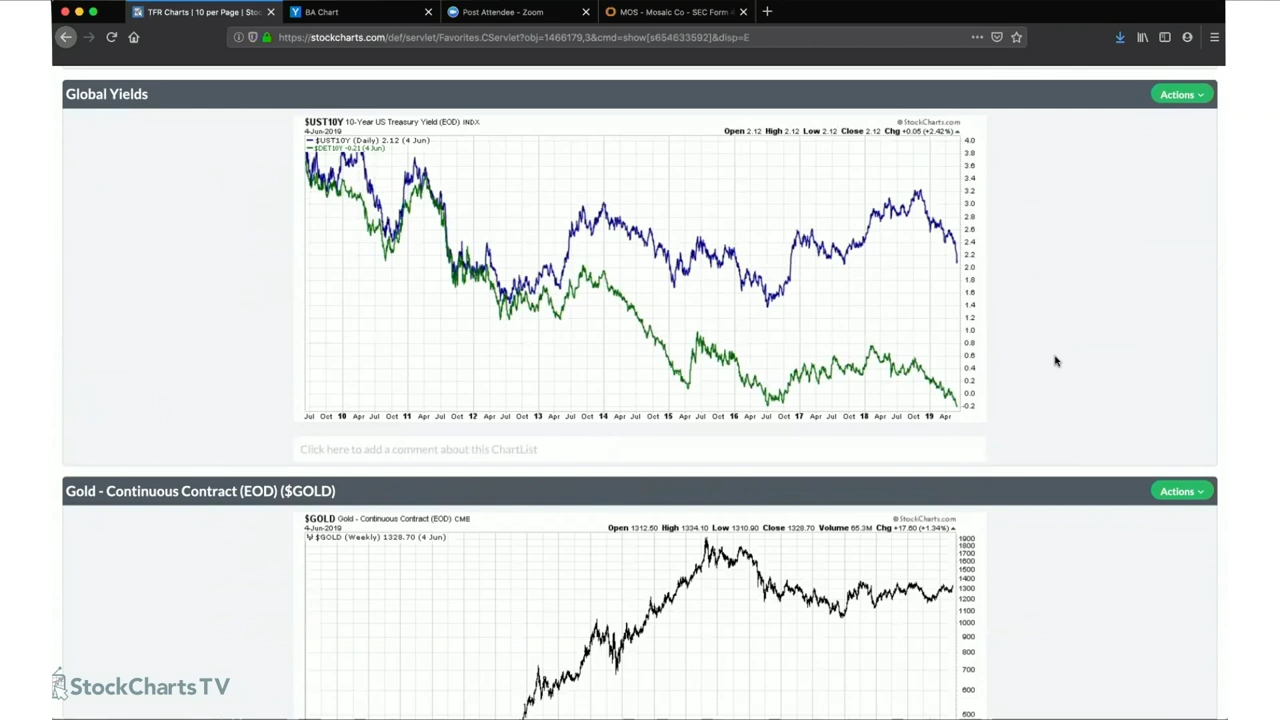 TFR Charts | 10 per Page | Stoc
BA Chart
Post Attendee - Zoom
MOS - Mosaic Co - SEC Form
https://stockcharts.com/def/servlet/Favorites.CServlet?obj=1466179,3&cmd=show[s654633592]&disp=E
Global Yields
Actions
$UST10Y 10-Year US Treasury Yield (EOD) INDX
© StockCharts.com
4-Jun-2019
Open 2.12 High 2.12 Low 2.12 Close 2.12 Chg +0.05 (+2.42%)
$UST10Y (Daily) 2.12 (4 Jun)
$DET10Y -0.21 (4 Jun)
4.0
3.8
3.6
3.4
3.2
3.0
2.8
2.6
2.4
2.2
2.0
1.8
1.6
1.4
1.2
1.0
0.8
0.6
0.4
0.2
0.0
-0.2
Jul Oct 10 Apr Jul Oct 11 Apr Jul Oct 12 Apr Jul Oct 13 Apr Jul Oct 14 Apr Jul Oct 15 Apr Jul Oct 16 Apr Jul Oct 17 Apr Jul Oct 18 Apr Jul Oct 19 Apr
Click here to add a comment about this ChartList
Gold - Continuous Contract (EOD) ($GOLD)
Actions
$GOLD Gold - Continuous Contract (EOD) CME
© StockCharts.com
4-Jun-2019
Open 1312.50 High 1334.10 Low 1310.90 Close 1328.70 Volume 65.3M Chg +17.60 (+1.34%)
$GOLD (Weekly) 1328.70 (4 Jun)
1900
1800
1700
1600
1500
1400
1300
1200
1100
1000
900
800
700
600
500
StockCharts TV